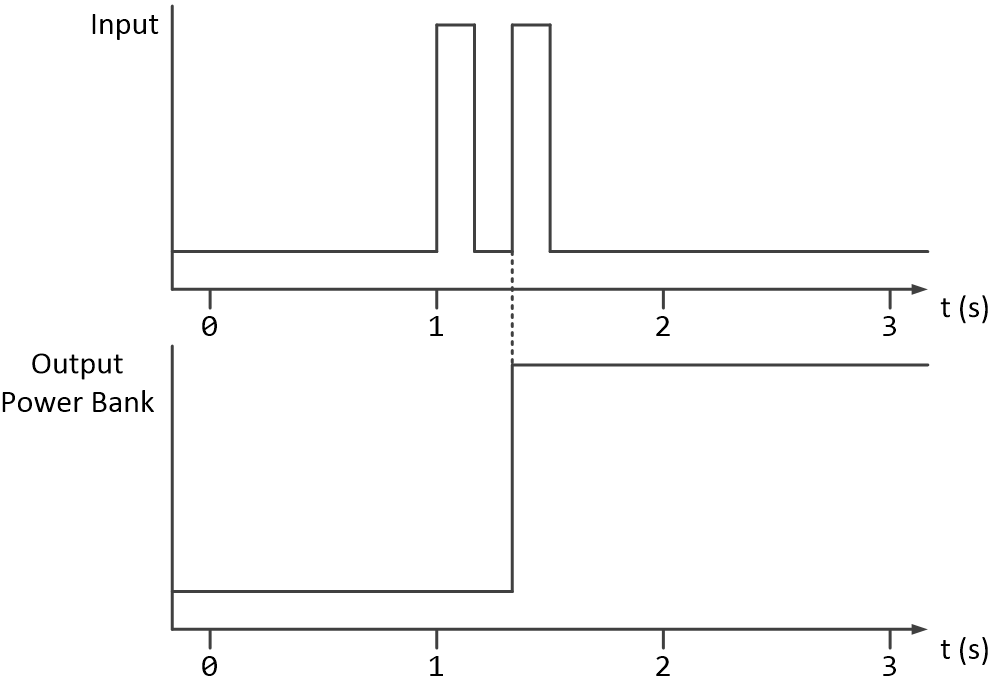 Input
0 1 2 3 t (s)
Output
Power Bank
0 1 2 3 t (s)